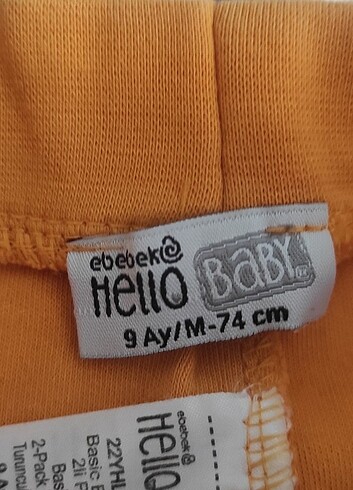 ebebek
Hello BABY
9 Ay/M-74 cm
ebebek
Hello
22YHL
Basic
2li
Bas
2-Pack
Turuncu